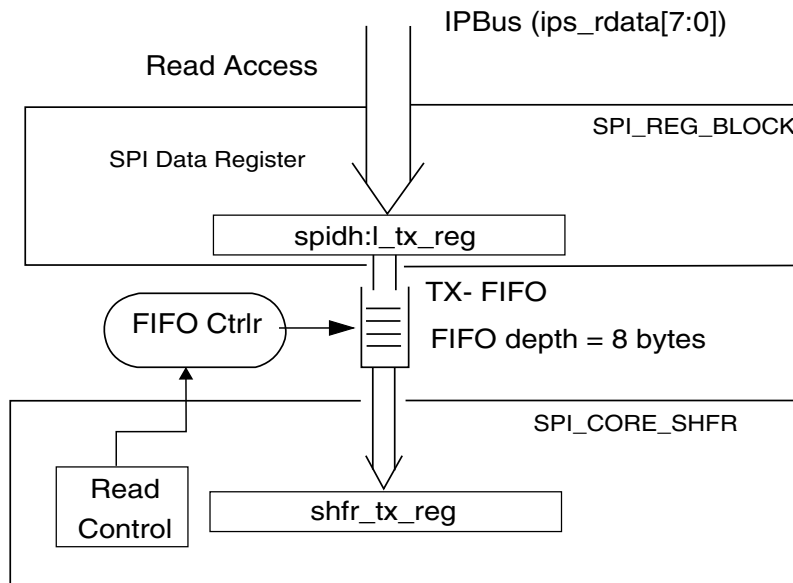 IPBus (ips_rdata[7:0])
Read Access
SPI_REG_BLOCK
SPI Data Register
spidh:l_tx_reg
TX- FIFO
FIFO Ctrlr
FIFO depth = 8 bytes
SPI_CORE_SHFR
Read
Control
shfr_tx_reg